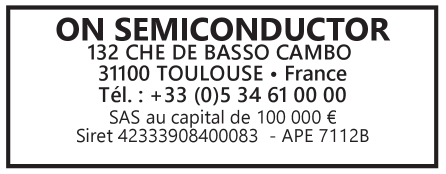 ON SEMICONDUCTOR
132 CHE DE BASSO CAMBO
31100 TOULOUSE • France
Tél. : +33 (0)5 34 61 00 00
SAS au capital de 100 000 €
Siret 42333908400083 - APE 7112B